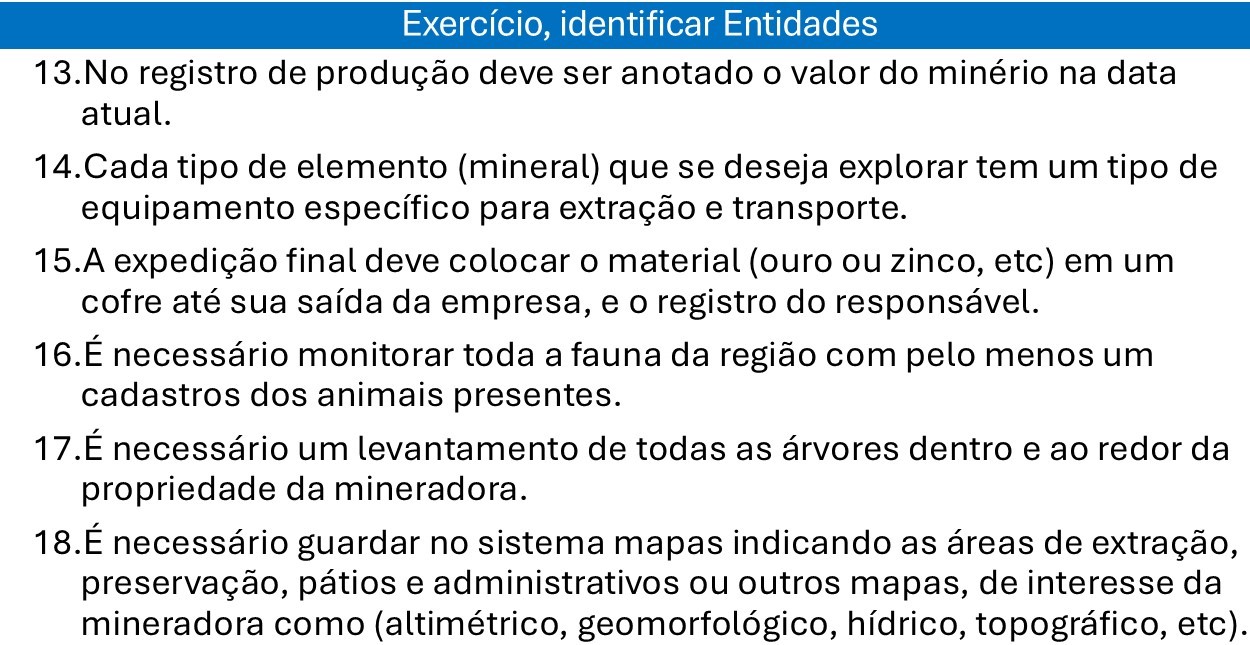 Exercício, identificar Entidades
13.No registro de produção deve ser anotado o valor do minério na data
atual.
14.Cada tipo de elemento (mineral) que se deseja explorar tem um tipo de
equipamento específico para extração e transporte.
15.A expedição final deve colocar o material (ouro ou zinco, etc) em um
cofre até sua saída da empresa, e o registro do responsável.
16.É necessário monitorar toda a fauna da região com pelo menos um
cadastros dos animais presentes.
17.É necessário um levantamento de todas as árvores dentro e ao redor da
propriedade da mineradora.
18.É necessário guardar no sistema mapas indicando as áreas de extração,
preservação, pátios e administrativos ou outros mapas, de interesse da
mineradora como (altimétrico, geomorfológico, hídrico, topográfico, etc).